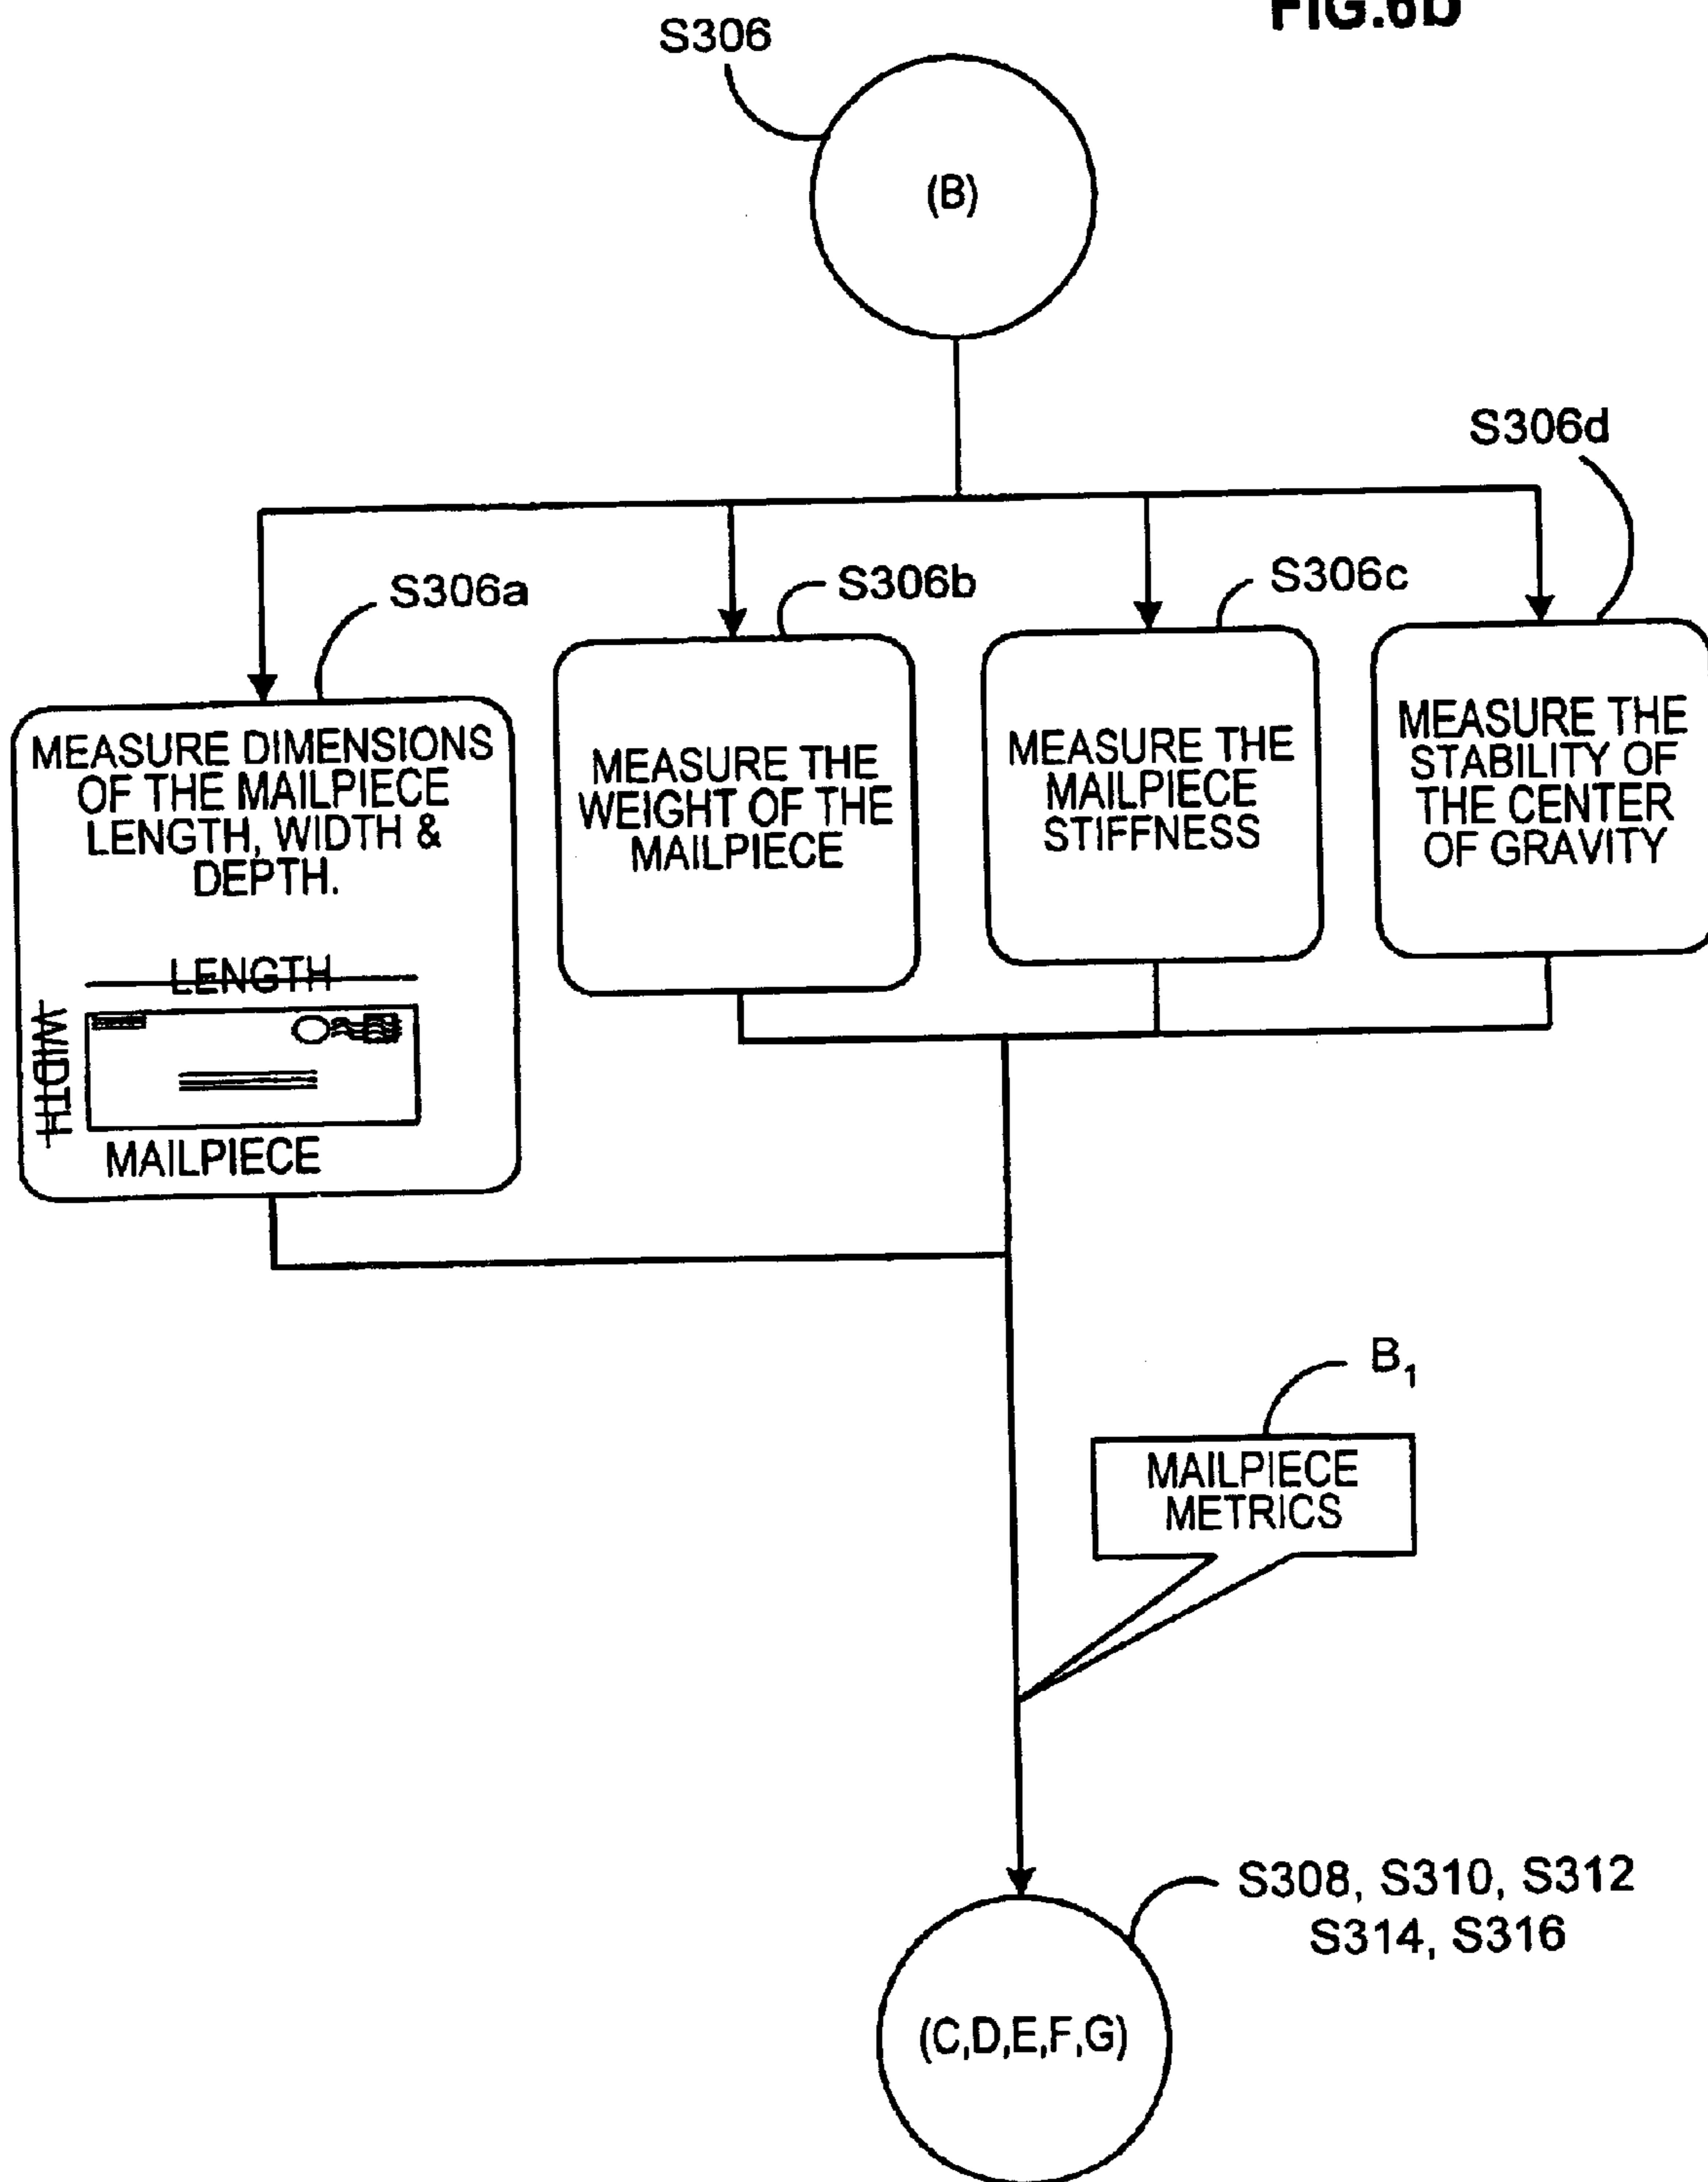 FIG.6b
S306
(B)
S306d
S306a
S306b
S306c
MEASURE DIMENSIONS
OF THE MAILPIECE
LENGTH, WIDTH &
DEPTH.
LENGTH
WIDTH
MAILPIECE
MEASURE THE
WEIGHT OF THE
MAILPIECE
MEASURE THE
MAILPIECE
STIFFNESS
MEASURE THE
STABILITY OF
THE CENTER
OF GRAVITY
B1
MAILPIECE
METRICS
S308, S310, S312
S314, S316
(C,D,E,F,G)